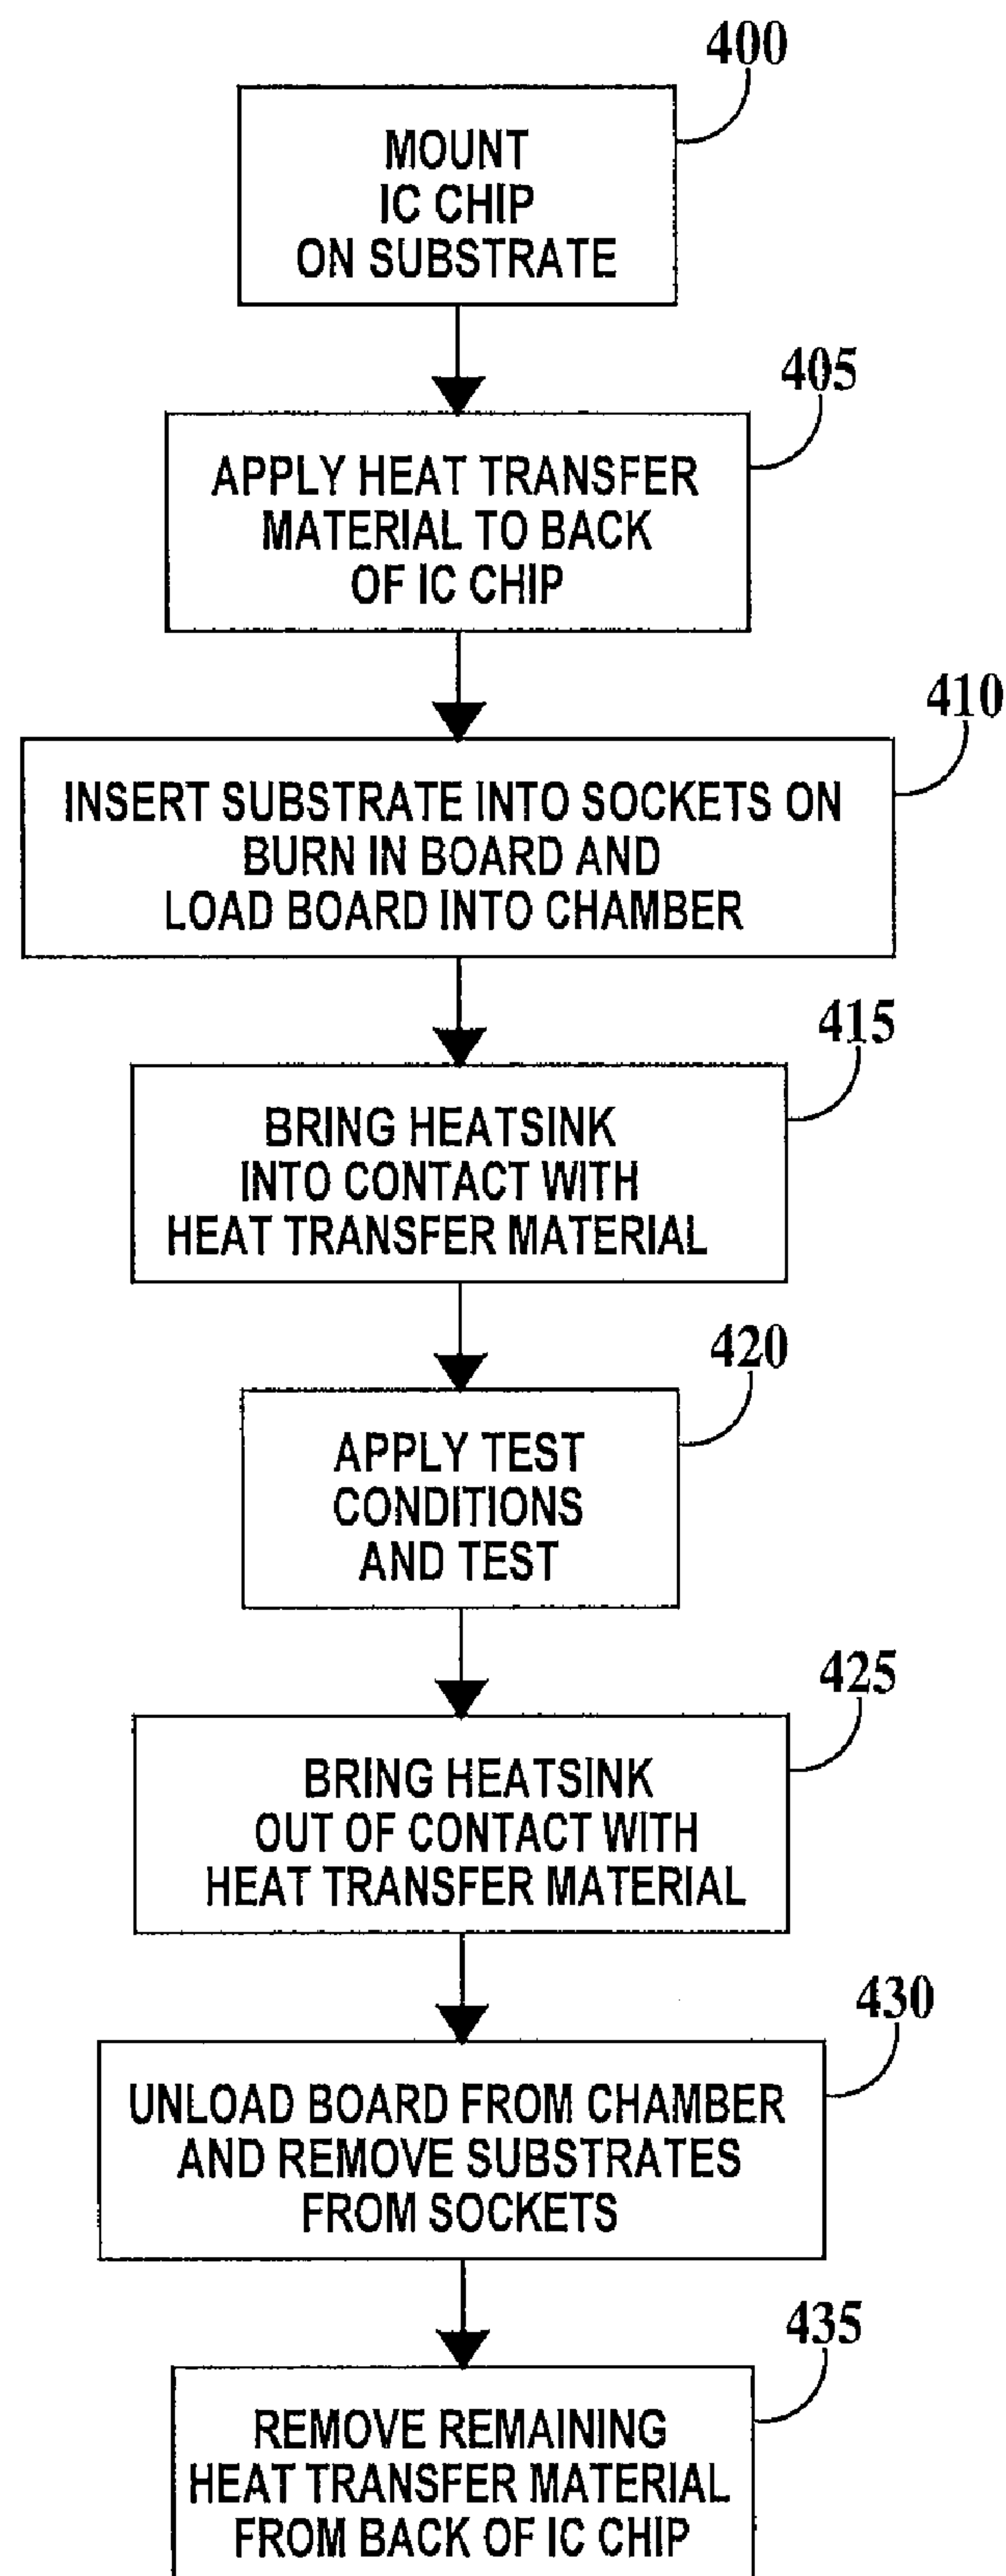 400
MOUNT
IC CHIP
ON SUBSTRATE
405
APPLY HEAT TRANSFER
MATERIAL TO BACK
OF IC CHIP
410
INSERT SUBSTRATE INTO SOCKETS ON
BURN IN BOARD AND
LOAD BOARD INTO CHAMBER
415
BRING HEATSINK
INTO CONTACT WITH
HEAT TRANSFER MATERIAL
420
APPLY TEST
CONDITIONS
AND TEST
425
BRING HEATSINK
OUT OF CONTACT WITH
HEAT TRANSFER MATERIAL
430
UNLOAD BOARD FROM CHAMBER
AND REMOVE SUBSTRATES
FROM SOCKETS
435
REMOVE REMAINING
HEAT TRANSFER MATERIAL
FROM BACK OF IC CHIP